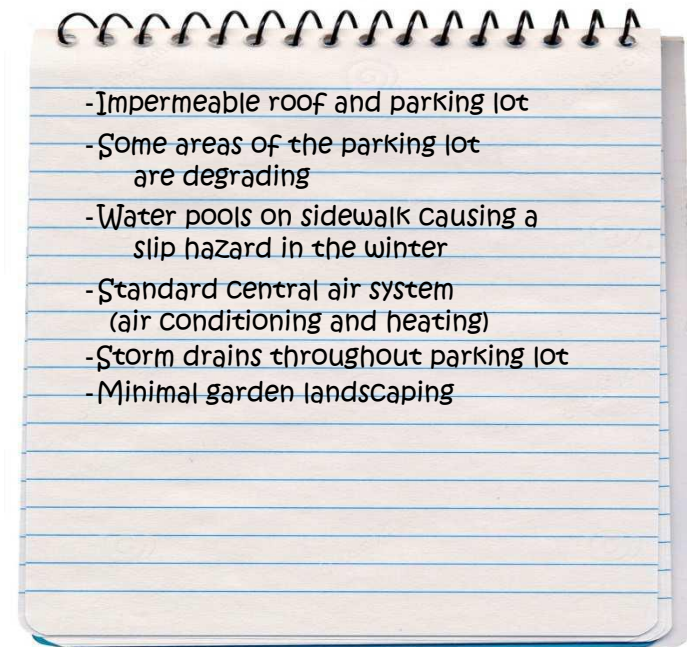 -Impermeable roof and parking lot
-Some areas of the parking lot
are degrading
-Water pools on sidewalk causing a
slip hazard in the winter
-Standard central air system
(air conditioning and heating)
-Storm drains throughout parking lot
-Minimal garden landscaping